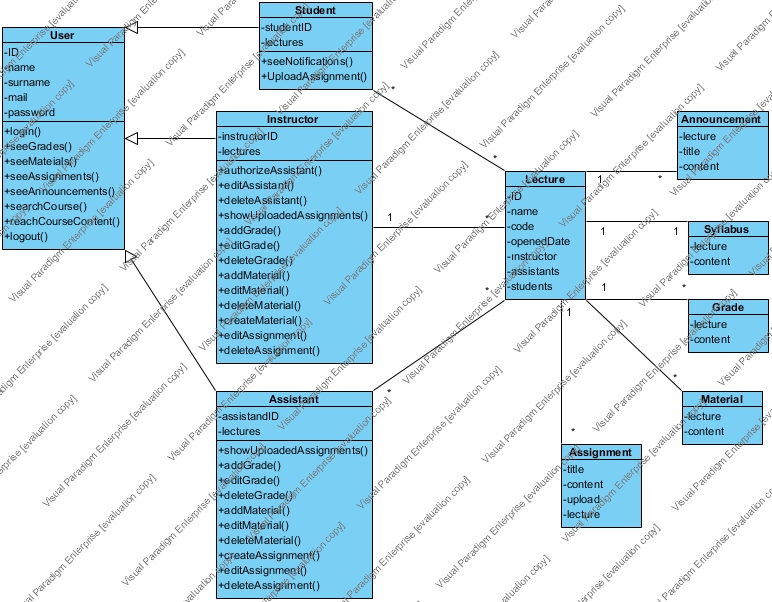 User
-ID
-name
-surname
-mail
-password
+login()
+seeGrades()
+seeMateials()
+seeAssignments()
+seeAnnouncements()
+searchCourse()
+reachCourseContent()
+logout()
Student
-studentID
-lectures
+seeNotifications()
+UploadAssignment()
Instructor
-instructorID
-lectures
+authorizeAssistant()
+editAssistant()
+deleteAssistant()
+showUploadedAssignments()
+addGrade()
+editGrade()
+deleteGrade()
+addMaterial()
+editMaterial()
+deleteMaterial()
+createMaterial()
+editAssignment()
+deleteAssignment()
Assistant
-assistandID
-lectures
+showUploadedAssignments()
+addGrade()
+editGrade()
+deleteGrade()
+addMaterial()
+editMaterial()
+deleteMaterial()
+createAssignment()
+editAssignment()
+deleteAssignment()
*
*
1
*
*
*
Lecture
-ID
-name
-code
-openedDate
-instructor
-assistants
-students
1
*
1
1
1
*
1
*
*
Announcement
-lecture
-title
-content
Syllabus
-lecture
-content
Grade
-lecture
-content
Material
-lecture
-content
Assignment
-title
-content
-upload
-lecture
Visual Paradigm Enterprise [evaluation copy]